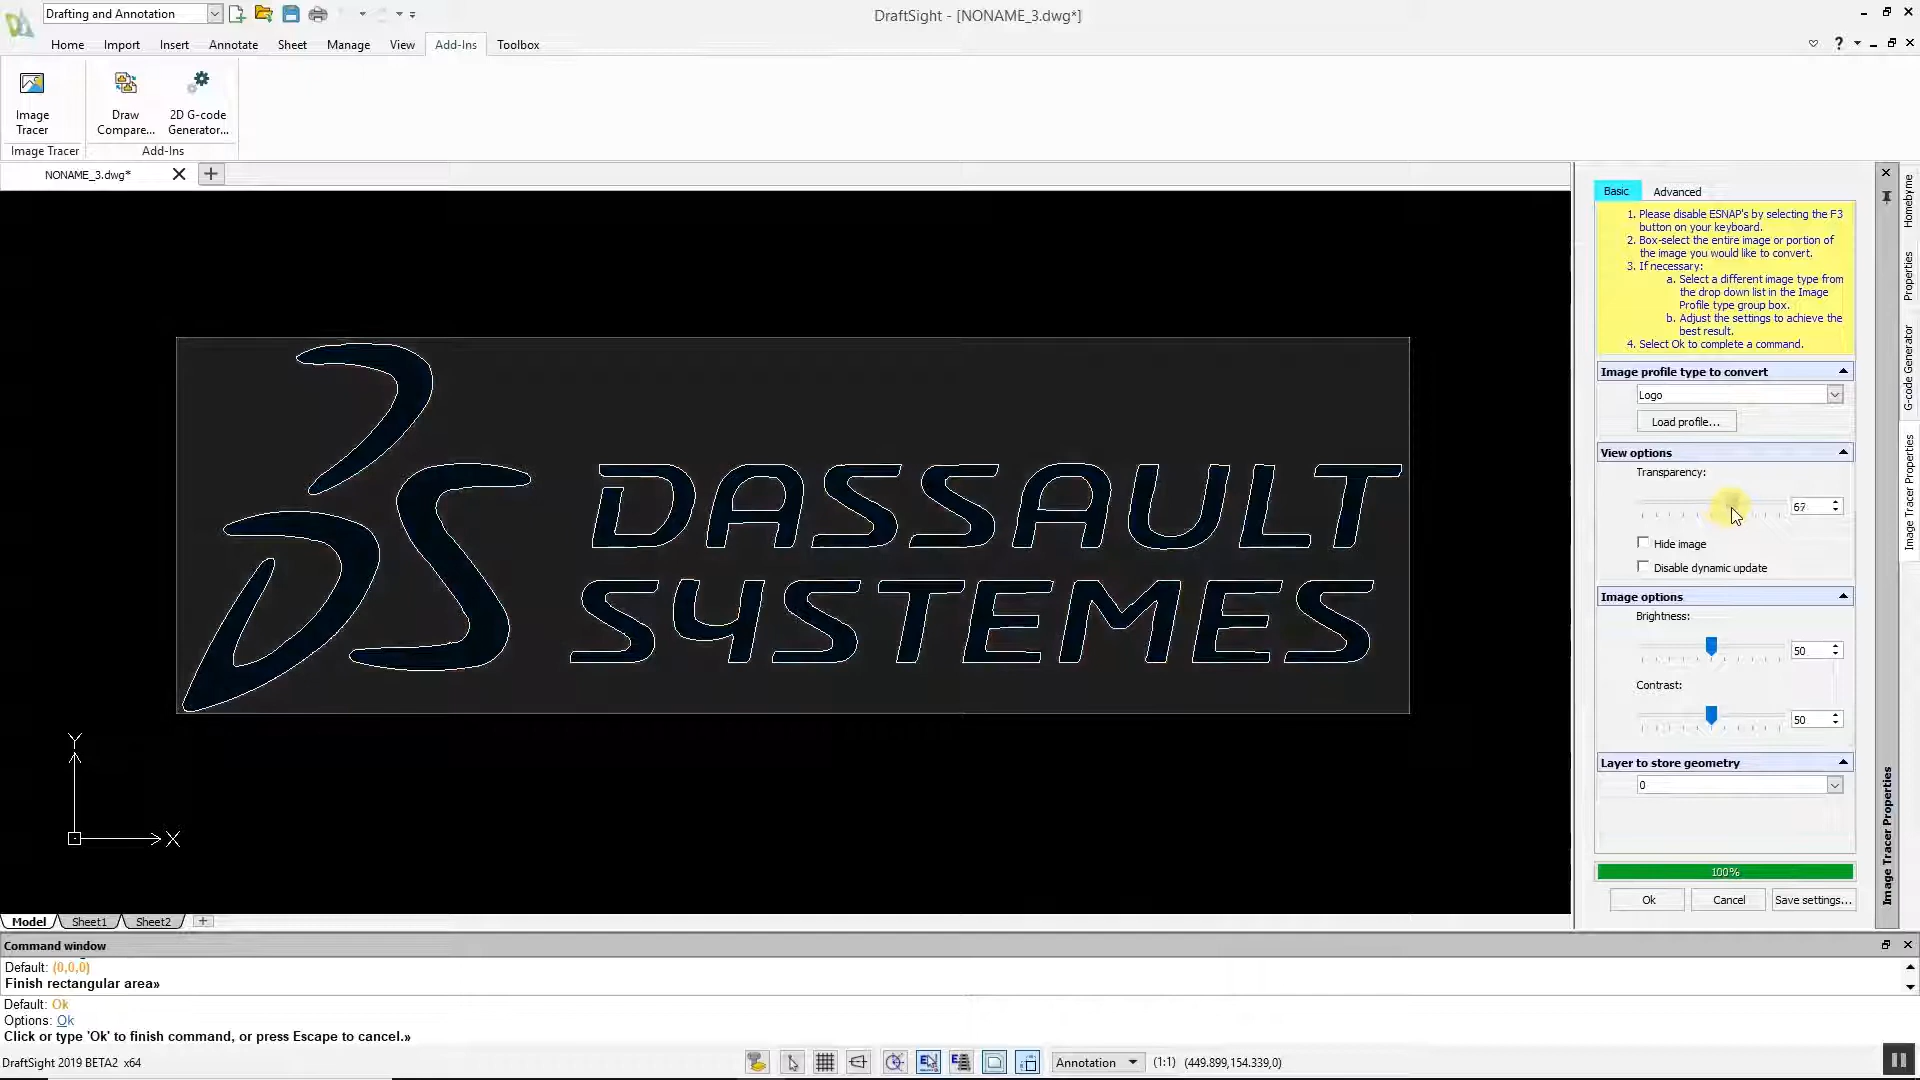 Drafting and Annotation
DraftSight - [NONAME_3.dwg*]
Home
Import
Insert
Annotate
Sheet
Manage
View
Add-Ins
Toolbox
Image
Tracer
Draw
Compare...
2D G-code
Generator...
Image Tracer
Add-Ins
NONAME_3.dwg*
DASSAULT
SYSTEMES
Y
X
Basic
Advanced
1. Please disable ESNAP's by selecting the F3
button on your keyboard.
2. Box-select the entire image or portion of
the image you would like to convert.
3. If necessary:
a. Select a different image type from
the drop down list in the Image
Profile type group box.
b. Adjust the settings to achieve the
best result.
4. Select Ok to complete a command.
Image profile type to convert
Logo
Load profile...
View options
Transparency:
67
Hide image
Disable dynamic update
Image options
Brightness:
50
Contrast:
50
Layer to store geometry
0
100%
Ok
Cancel
Save settings...
Homebyme
Properties
G-code Generator
Image Tracer Properties
Image Tracer Properties
Model
Sheet1
Sheet2
Command window
Default: (0,0,0)
Finish rectangular area»
Default: Ok
Options: Ok
Click or type 'Ok' to finish command, or press Escape to cancel.»
DraftSight 2019 BETA2 x64
Annotation
(1:1)
(449.899,154.339,0)